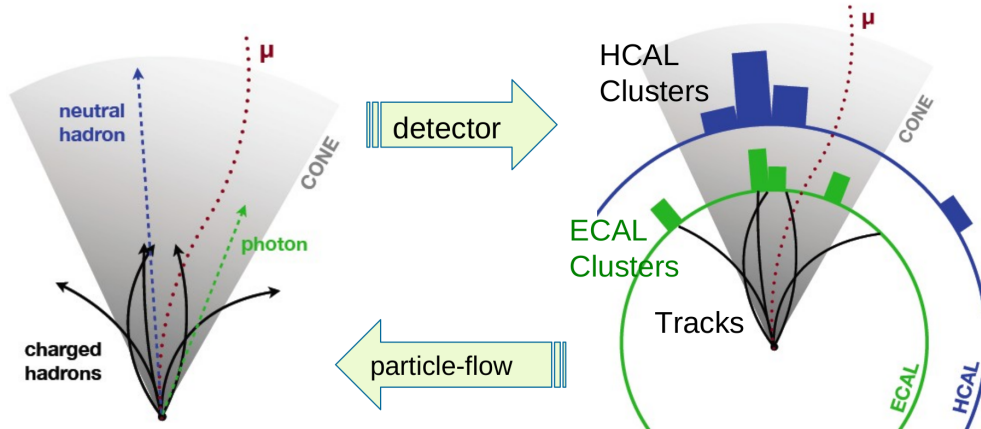 μ
neutral
hadron
CONE
photon
charged
hadrons
detector
particle-flow
μ
HCAL
Clusters
CONE
ECAL
Clusters
Tracks
ECAL
HCAL